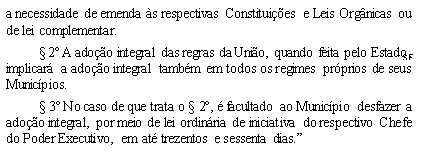 a necessidade de emenda às respectivas Constituições e Leis Orgânicas ou
de lei complementar.
§ 2º A adoção integral das regras da União, quando feita pelo Estado,
implicará a adoção integral também em todos os regimes próprios de seus
Municípios.
§ 3º No caso de que trata o § 2º, é facultado ao Município desfazer a
adoção integral, por meio de lei ordinária de iniciativa do respectivo Chefe
do Poder Executivo, em até trezentos e sessenta dias.”